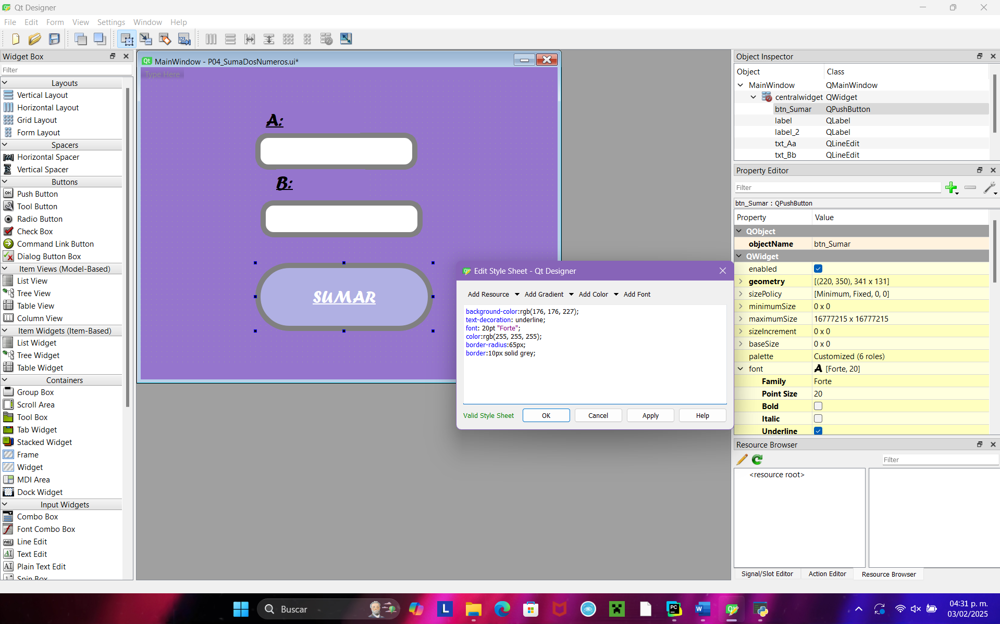 Qt Designer
File Edit Form View Settings Window Help
Widget Box
Filter
Layouts
Vertical Layout
Horizontal Layout
Grid Layout
Form Layout
Spacers
Horizontal Spacer
Vertical Spacer
Buttons
Push Button
Tool Button
Radio Button
Check Box
Command Link Button
Dialog Button Box
Item Views (Model-Based)
List View
Tree View
Table View
Column View
Item Widgets (Item-Based)
List Widget
Tree Widget
Table Widget
Containers
Group Box
Scroll Area
Tool Box
Tab Widget
Stacked Widget
Frame
Widget
MDI Area
Dock Widget
Input Widgets
Combo Box
Font Combo Box
Line Edit
Text Edit
Plain Text Edit
Spin Box
MainWindow - P04_SumaDosNumeros.ui*
Type Here
A:
B:
SUMAR
Edit Style Sheet - Qt Designer
Add Resource Add Gradient Add Color Add Font
background-color:rgb(176, 176, 227);
text-decoration: underline;
font: 20pt "Forte";
color:rgb(255, 255, 255);
border-radius:65px;
border:10px solid grey;
Valid Style Sheet OK Cancel Apply Help
Object Inspector
Object Class
MainWindow QMainWindow
centralwidget QWidget
btn_Sumar QPushButton
label QLabel
label_2 QLabel
txt_Aa QLineEdit
txt_Bb QLineEdit
Property Editor
Filter
btn_Sumar : QPushButton
Property Value
QObject
objectName btn_Sumar
QWidget
enabled
geometry [(220, 350), 341 x 131]
sizePolicy [Minimum, Fixed, 0, 0]
minimumSize 0 x 0
maximumSize 16777215 x 16777215
sizeIncrement 0 x 0
baseSize 0 x 0
palette Customized (6 roles)
font A [Forte, 20]
Family Forte
Point Size 20
Bold
Italic
Underline
Resource Browser
Filter
<resource root>
Signal/Slot Editor Action Editor Resource Browser
Buscar
04:31 p. m.
03/02/2025